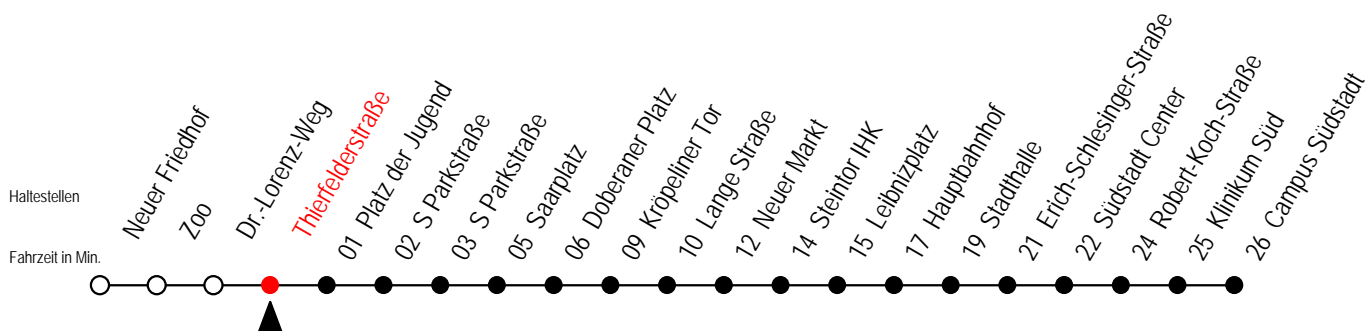 Haltestellen
Fahrzeit in Min.
Neuer Friedhof
Zoo
Dr.-Lorenz-Weg
Thierfelderstraße
01 Platz der Jugend
02 S Parkstraße
03 S Parkstraße
05 Saarplatz
06 Doberaner Platz
09 Kröpeliner Tor
10 Lange Straße
12 Neuer Markt
14 Steintor IHK
15 Leibnizplatz
17 Hauptbahnhof
19 Stadthalle
21 Erich-Schlesinger-Straße
22 Südstadt Center
24 Robert-Koch-Straße
25 Klinikum Süd
26 Campus Südstadt